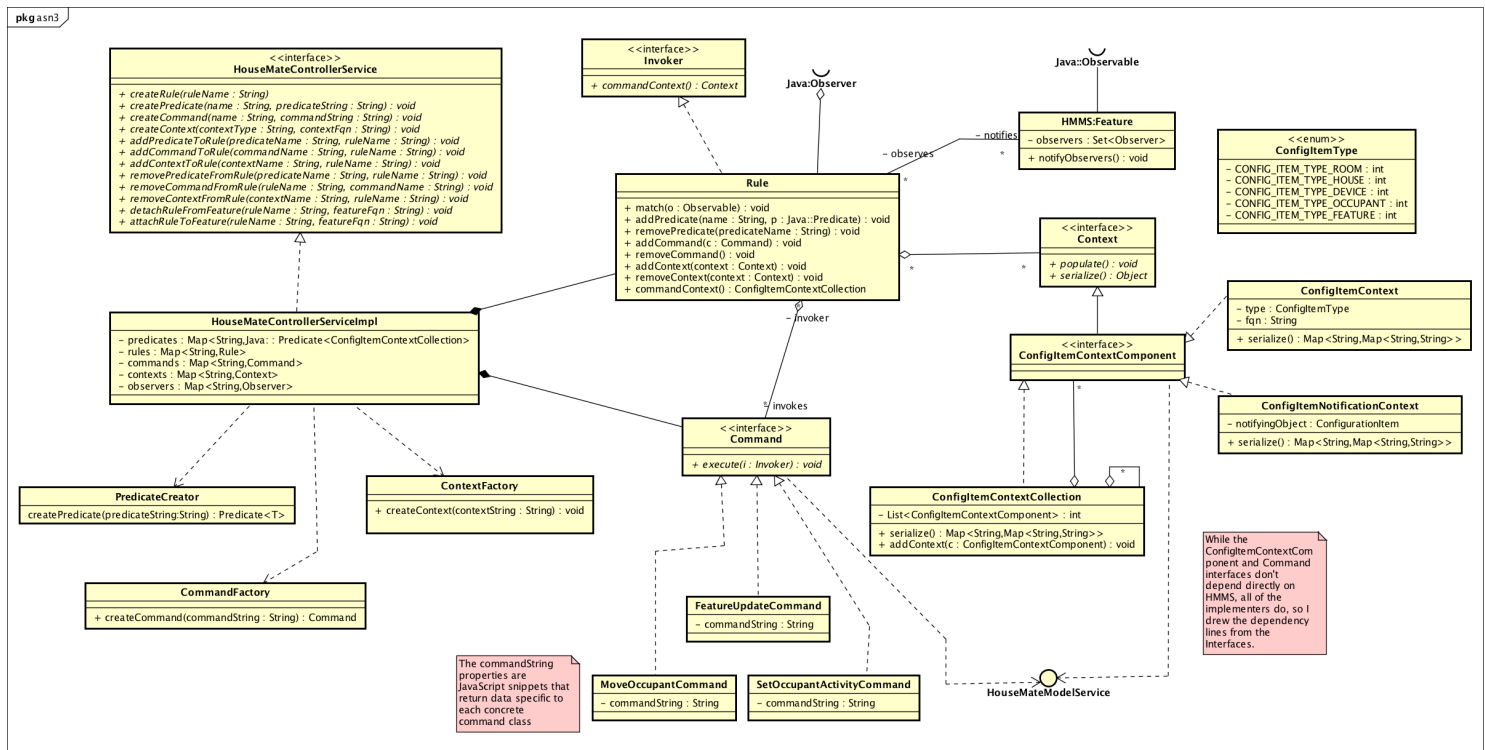 pkg asn3
<<interface>>
HouseMateControllerService
+ createRule(ruleName : String)
+ createPredicate(name : String, predicateString : String) : void
+ createCommand(name : String, commandString : String) : void
+ createContext(contextType : String, contextFqn : String) : void
+ addPredicateToRule(predicateName : String, ruleName : String) : void
+ addCommandToRule(commandName : String, ruleName : String) : void
+ addContextToRule(contextName : String, ruleName : String) : void
+ removePredicateFromRule(predicateName : String, ruleName : String) : void
+ removeCommandFromRule(ruleName : String, commandName : String) : void
+ removeContextFromRule(contextName : String, ruleName : String) : void
+ detachRuleFromFeature(ruleName : String, featureFqn : String) : void
+ attachRuleToFeature(ruleName : String, featureFqn : String) : void
<<interface>>
Invoker
+ commandContext() : Context
Java:Observer
Java::Observable
HMMS:Feature
- observers : Set<Observer>
+ notifyObservers() : void
- notifies
*
- observes
*
<<enum>>
ConfigItemType
- CONFIG_ITEM_TYPE_ROOM : int
- CONFIG_ITEM_TYPE_HOUSE : int
- CONFIG_ITEM_TYPE_DEVICE : int
- CONFIG_ITEM_TYPE_OCCUPANT : int
- CONFIG_ITEM_TYPE_FEATURE : int
Rule
+ match(o : Observable) : void
+ addPredicate(name : String, p : Java::Predicate) : void
+ removePredicate(predicateName : String) : void
+ addCommand(c : Command) : void
+ removeCommand() : void
+ addContext(context : Context) : void
+ removeContext(context : Context) : void
+ commandContext() : ConfigItemContextCollection
*
*
<<interface>>
Context
+ populate() : void
+ serialize() : Object
ConfigItemContext
- type : ConfigItemType
- fqn : String
+ serialize() : Map<String,Map<String,String>>
HouseMateControllerServiceImpl
- predicates : Map<String,Java: : Predicate<ConfigItemContextCollection>
- rules : Map<String,Rule>
- commands : Map<String,Command>
- contexts : Map<String,Context>
- observers : Map<String,Observer>
*
- invoker
* - invokes
<<interface>>
ConfigItemContextComponent
*
ConfigItemNotificationContext
- notifyingObject : ConfigurationItem
+ serialize() : Map<String,Map<String,String>>
<<interface>>
Command
+ execute(i : Invoker) : void
*
PredicateCreator
createPredicate(predicateString:String) : Predicate<T>
ContextFactory
+ createContext(contextString : String) : void
ConfigItemContextCollection
- List<ConfigItemContextComponent> : int
+ serialize() : Map<String,Map<String,String>>
+ addContext(c : ConfigItemContextComponent) : void
While the
ConfigItemContextCom
ponent and Command
interfaces don't
depend directly on
HMMS, all of the
implementers do, so I
drew the dependency
lines from the
Interfaces.
CommandFactory
+ createCommand(commandString : String) : Command
FeatureUpdateCommand
- commandString : String
The commandString
properties are
JavaScript snippets that
return data specific to
each concrete
command class
MoveOccupantCommand
- commandString : String
SetOccupantActivityCommand
- commandString : String
HouseMateModelService